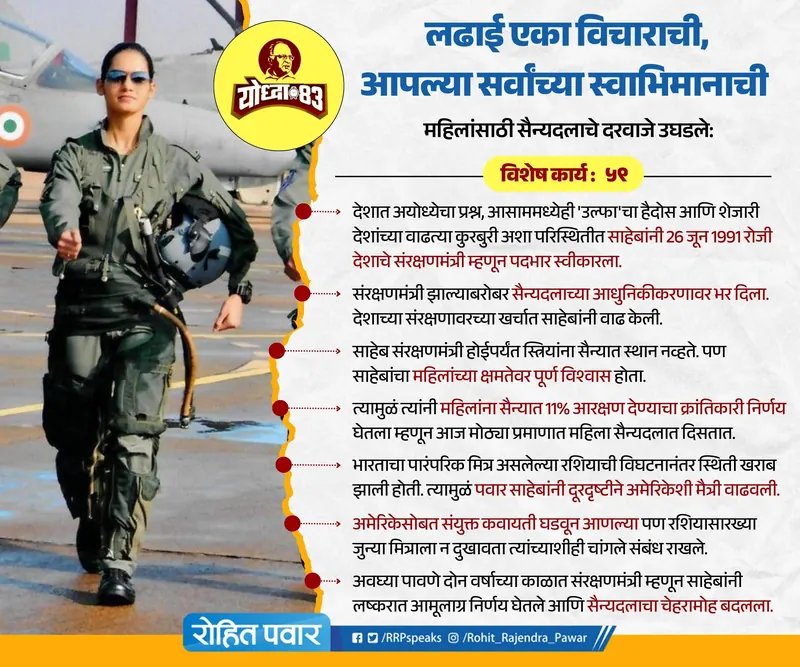 योध्दा@83
लढाई एका विचाराची,
आपल्या सर्वांच्या स्वाभिमानाची
महिलांसाठी सैन्यदलाचे दरवाजे उघडले:
विशेष कार्य : ५९
देशात अयोध्येचा प्रश्न, आसाममध्येही 'उल्फा'चा हैदोस आणि शेजारी
देशांच्या वाढत्या कुरबुरी अशा परिस्थितीत साहेबांनी 26 जून 1991 रोजी
देशाचे संरक्षणमंत्री म्हणून पदभार स्वीकारला.
संरक्षणमंत्री झाल्याबरोबर सैन्यदलाच्या आधुनिकीकरणावर भर दिला.
देशाच्या संरक्षणावरच्या खर्चात साहेबांनी वाढ केली.
साहेब संरक्षणमंत्री होईपर्यंत स्त्रियांना सैन्यात स्थान नव्हते. पण
साहेबांचा महिलांच्या क्षमतेवर पूर्ण विश्वास होता.
त्यामुळं त्यांनी महिलांना सैन्यात 11% आरक्षण देण्याचा क्रांतिकारी निर्णय
घेतला म्हणून आज मोठ्या प्रमाणात महिला सैन्यदलात दिसतात.
भारताचा पारंपरिक मित्र असलेल्या रशियाची विघटनानंतर स्थिती खराब
झाली होती. त्यामुळं पवार साहेबांनी दूरदृष्टीने अमेरिकेशी मैत्री वाढवली.
अमेरिकेसोबत संयुक्त कवायती घडवून आणल्या पण रशियासारख्या
जुन्या मित्राला न दुखावता त्यांच्याशीही चांगले संबंध राखले.
अवघ्या पावणे दोन वर्षाच्या काळात संरक्षणमंत्री म्हणून साहेबांनी
लष्करात आमूलाग्र निर्णय घेतले आणि सैन्यदलाचा चेहरामोहरा बदलला.
रोहित पवार
/RRPspeaks /Rohit_Rajendra_Pawar